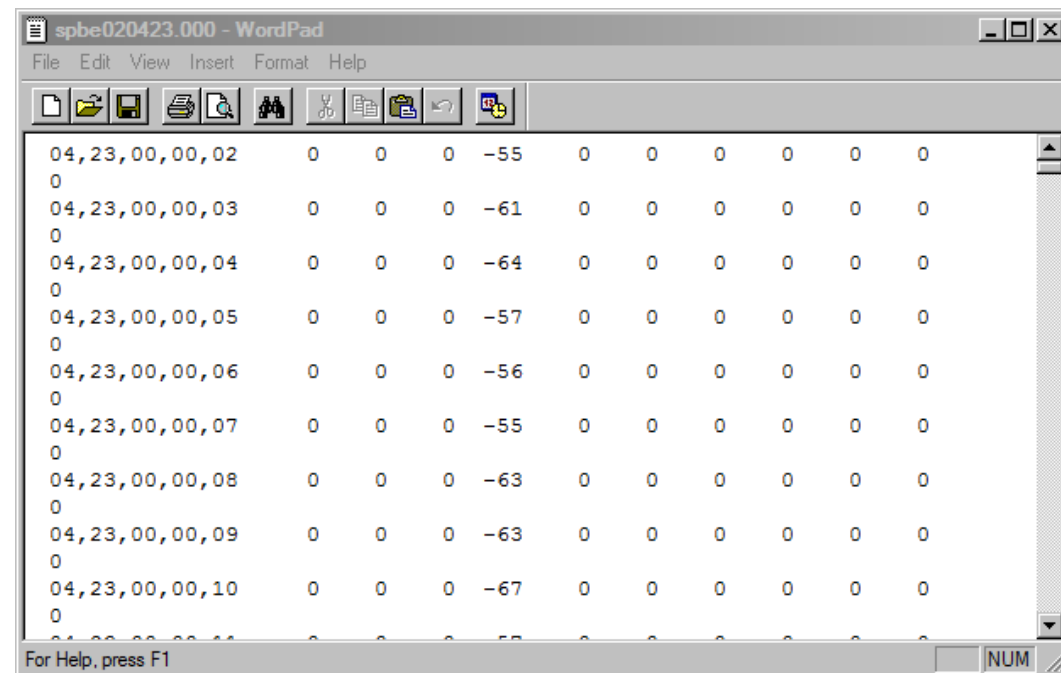 spbe020423.000 - WordPad
File Edit View Insert Format Help
04,23,00,00,02 0 0 0 -55 0 0 0 0 0 0
0
04,23,00,00,03 0 0 0 -61 0 0 0 0 0 0
0
04,23,00,00,04 0 0 0 -64 0 0 0 0 0 0
0
04,23,00,00,05 0 0 0 -57 0 0 0 0 0 0
0
04,23,00,00,06 0 0 0 -56 0 0 0 0 0 0
0
04,23,00,00,07 0 0 0 -55 0 0 0 0 0 0
0
04,23,00,00,08 0 0 0 -63 0 0 0 0 0 0
0
04,23,00,00,09 0 0 0 -63 0 0 0 0 0 0
0
04,23,00,00,10 0 0 0 -67 0 0 0 0 0 0
0
For Help, press F1
NUM